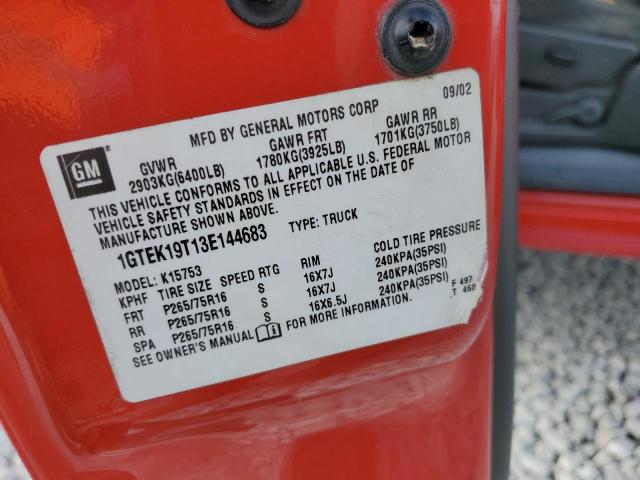 09/02
MFD BY GENERAL MOTORS CORP
GM
GVWR GAWR FRT GAWR RR
2903KG(6400LB) 1780KG(3925LB) 1701KG(3750LB)
THIS VEHICLE CONFORMS TO ALL APPLICABLE U.S. FEDERAL MOTOR
VEHICLE SAFETY STANDARDS IN EFFECT ON THE DATE OF
MANUFACTURE SHOWN ABOVE.
1GTEK19T13E144683 TYPE: TRUCK
MODEL: K15753
KPHF TIRE SIZE SPEED RTG RIM COLD TIRE PRESSURE
FRT P265/75R16 S 16X7J 240KPA(35PSI)
RR P265/75R16 S 16X7J 240KPA(35PSI)
SPA P265/75R16 S 16X6.5J 240KPA(35PSI)
SEE OWNER'S MANUAL FOR MORE INFORMATION.
F 497
T 460